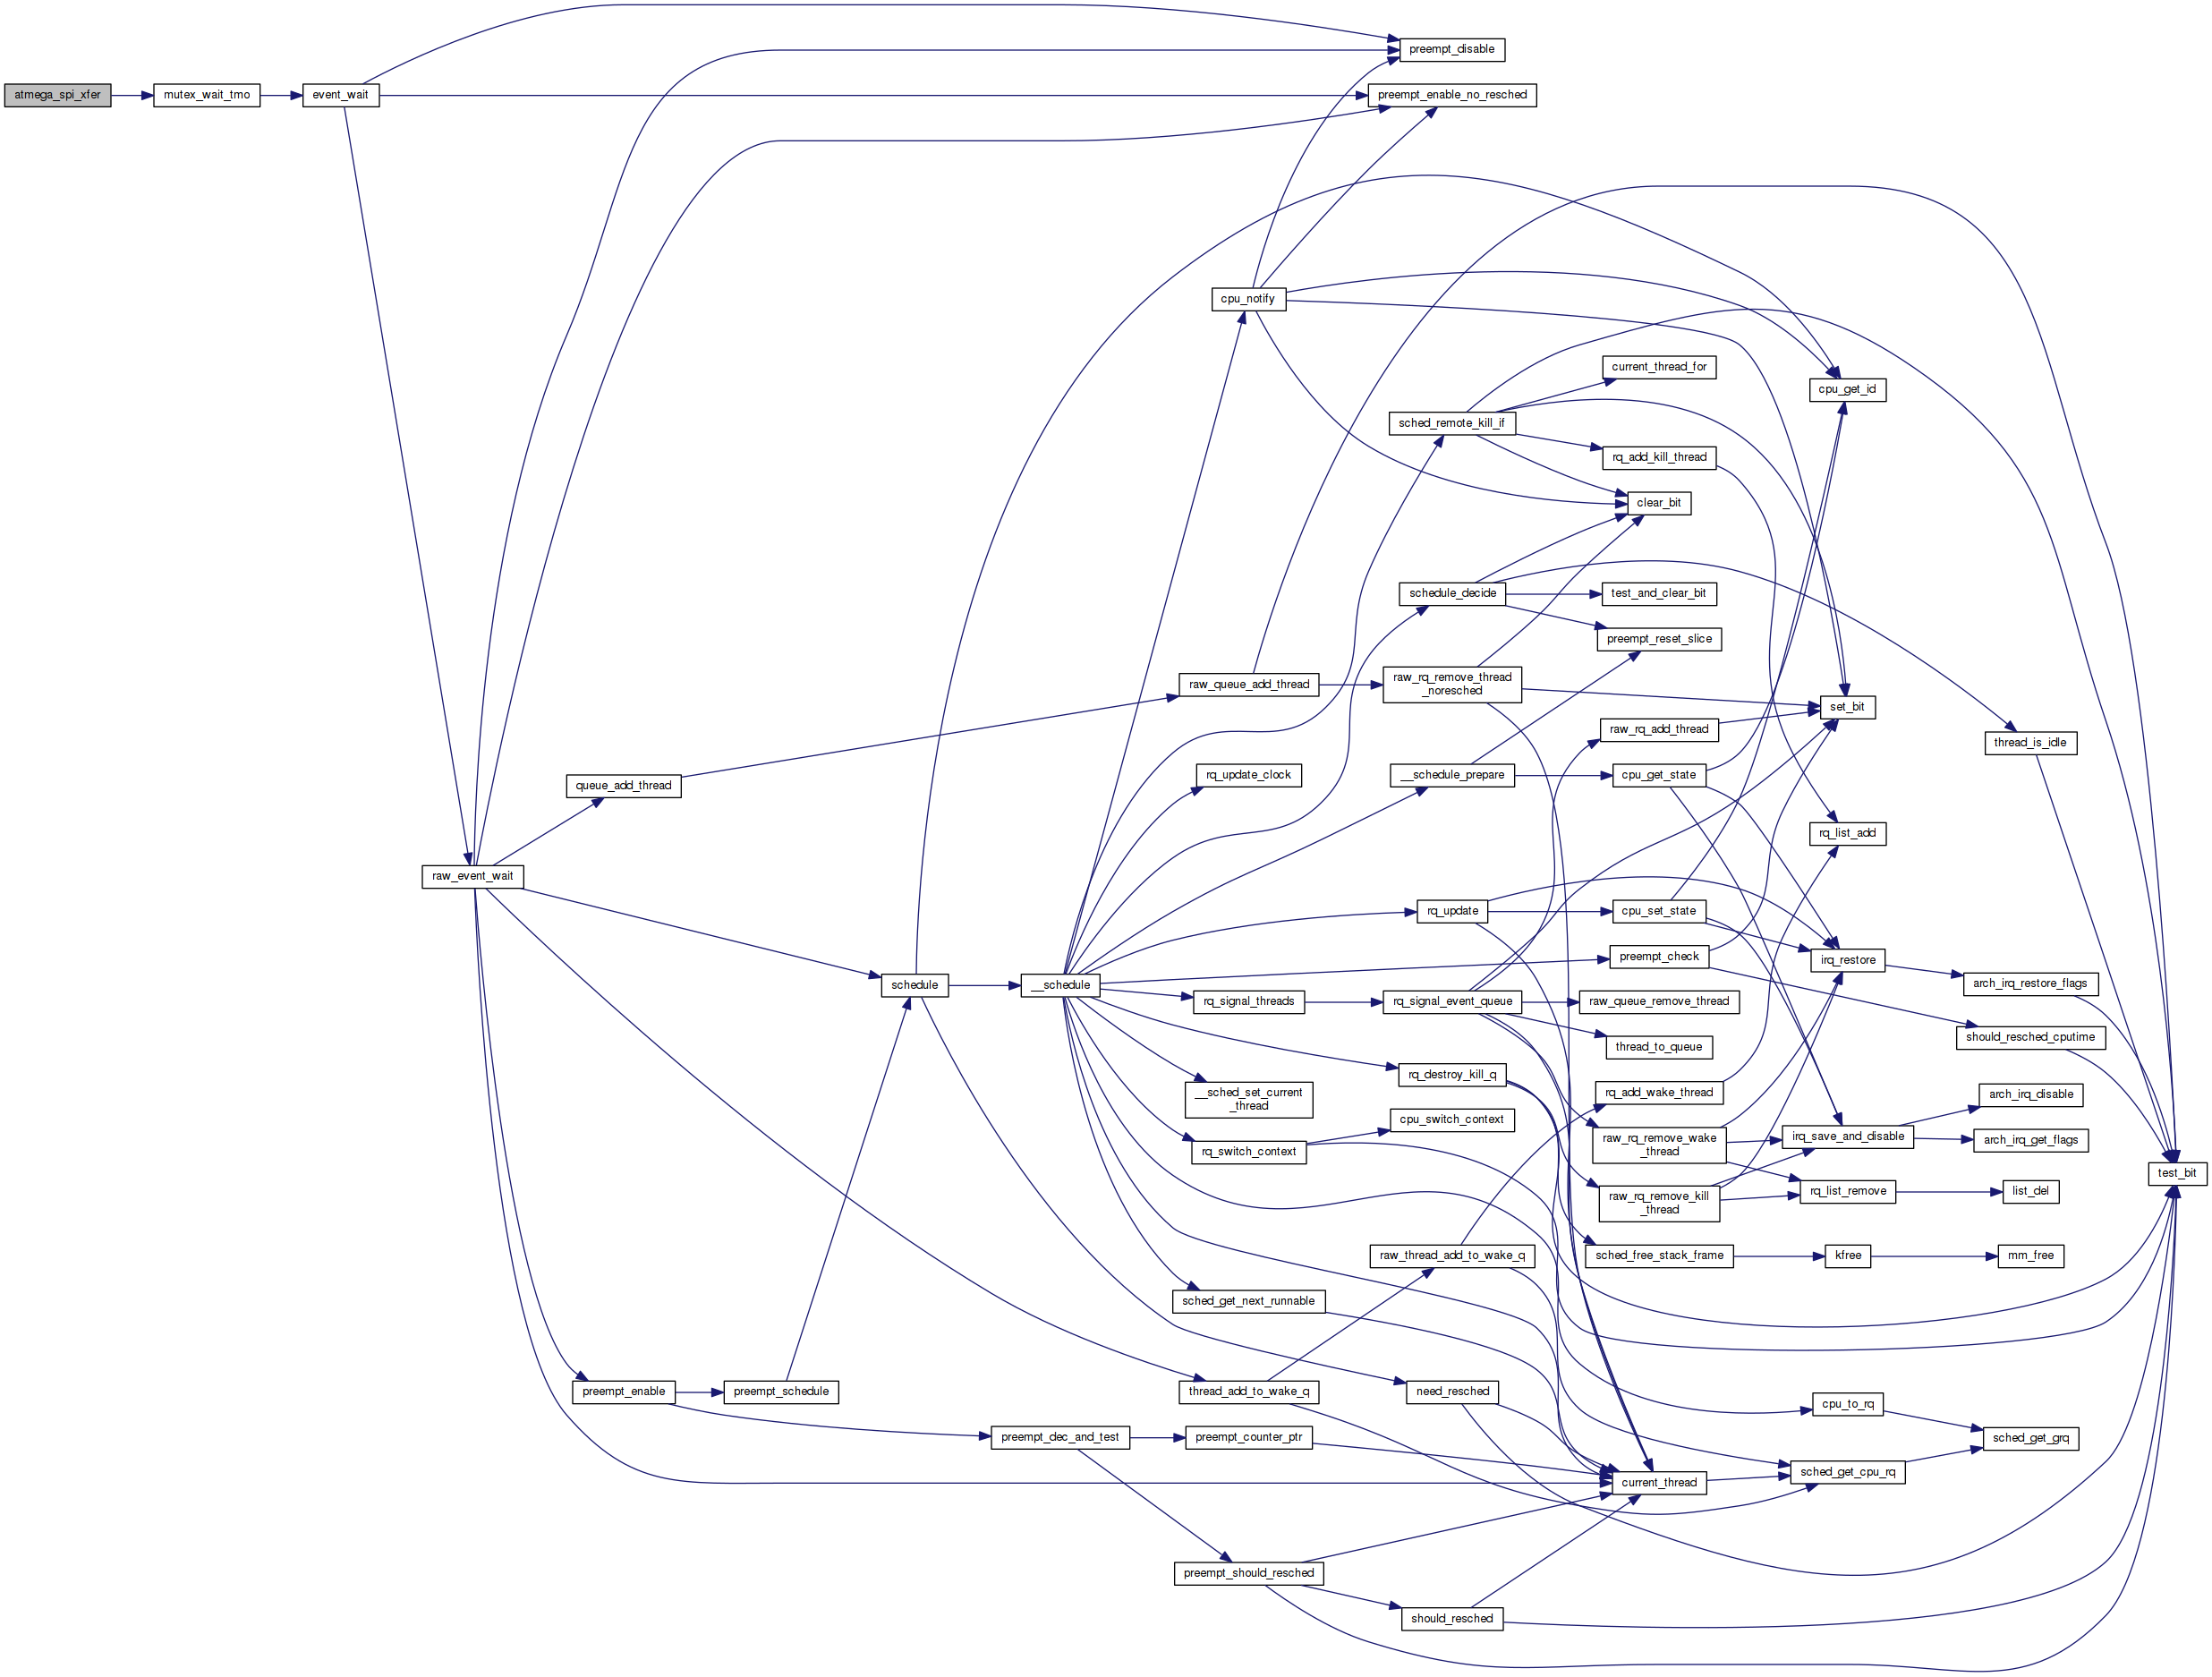 preempt_disable
atmega_spi_xfer
mutex_wait_tmo
event_wait
preempt_enable_no_resched
cpu_notify
current_thread_for
cpu_get_id
sched_remote_kill_if
rq_add_kill_thread
clear_bit
schedule_decide
test_and_clear_bit
preempt_reset_slice
raw_queue_add_thread
raw_rq_remove_thread
_noresched
set_bit
raw_rq_add_thread
thread_is_idle
queue_add_thread
rq_update_clock
__schedule_prepare
cpu_get_state
rq_list_add
raw_event_wait
rq_update
cpu_set_state
preempt_check
irq_restore
schedule
__schedule
arch_irq_restore_flags
rq_signal_threads
rq_signal_event_queue
raw_queue_remove_thread
should_resched_cputime
thread_to_queue
rq_destroy_kill_q
__sched_set_current
_thread
rq_add_wake_thread
arch_irq_disable
cpu_switch_context
rq_switch_context
raw_rq_remove_wake
_thread
irq_save_and_disable
arch_irq_get_flags
test_bit
raw_rq_remove_kill
_thread
rq_list_remove
list_del
raw_thread_add_to_wake_q
sched_free_stack_frame
kfree
mm_free
sched_get_next_runnable
preempt_enable
preempt_schedule
thread_add_to_wake_q
need_resched
cpu_to_rq
preempt_dec_and_test
preempt_counter_ptr
sched_get_grq
current_thread
sched_get_cpu_rq
preempt_should_resched
should_resched